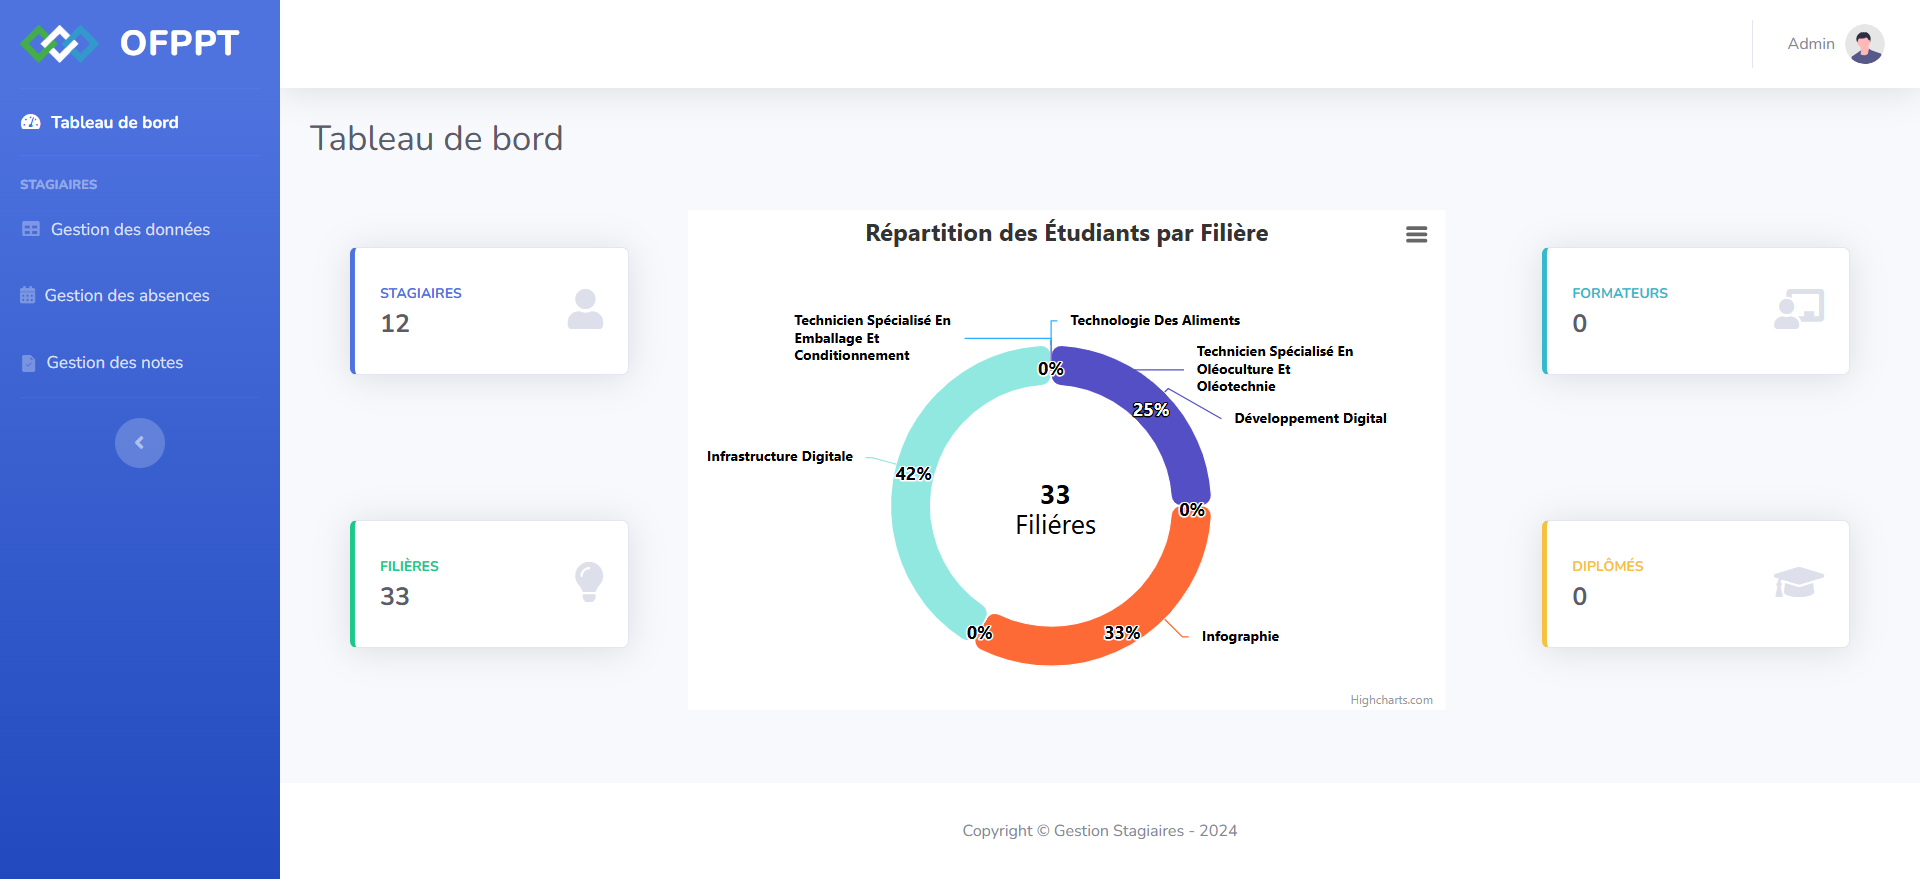 OFPPT
Admin
Tableau de bord
STAGIAIRES
Gestion des données
Gestion des absences
Gestion des notes
Tableau de bord
STAGIAIRES
12
FILIÈRES
33
Répartition des Étudiants par Filière
Technicien Spécialisé En
Emballage Et
Conditionnement
Technologie Des Aliments
Technicien Spécialisé En
Oléoculture Et
Oléotechnie
Développement Digital
Infrastructure Digitale
Infographie
0%
25%
42%
0%
0%
33%
33
Filiéres
Highcharts.com
FORMATEURS
0
DIPLÔMÉS
0
Copyright © Gestion Stagiaires - 2024